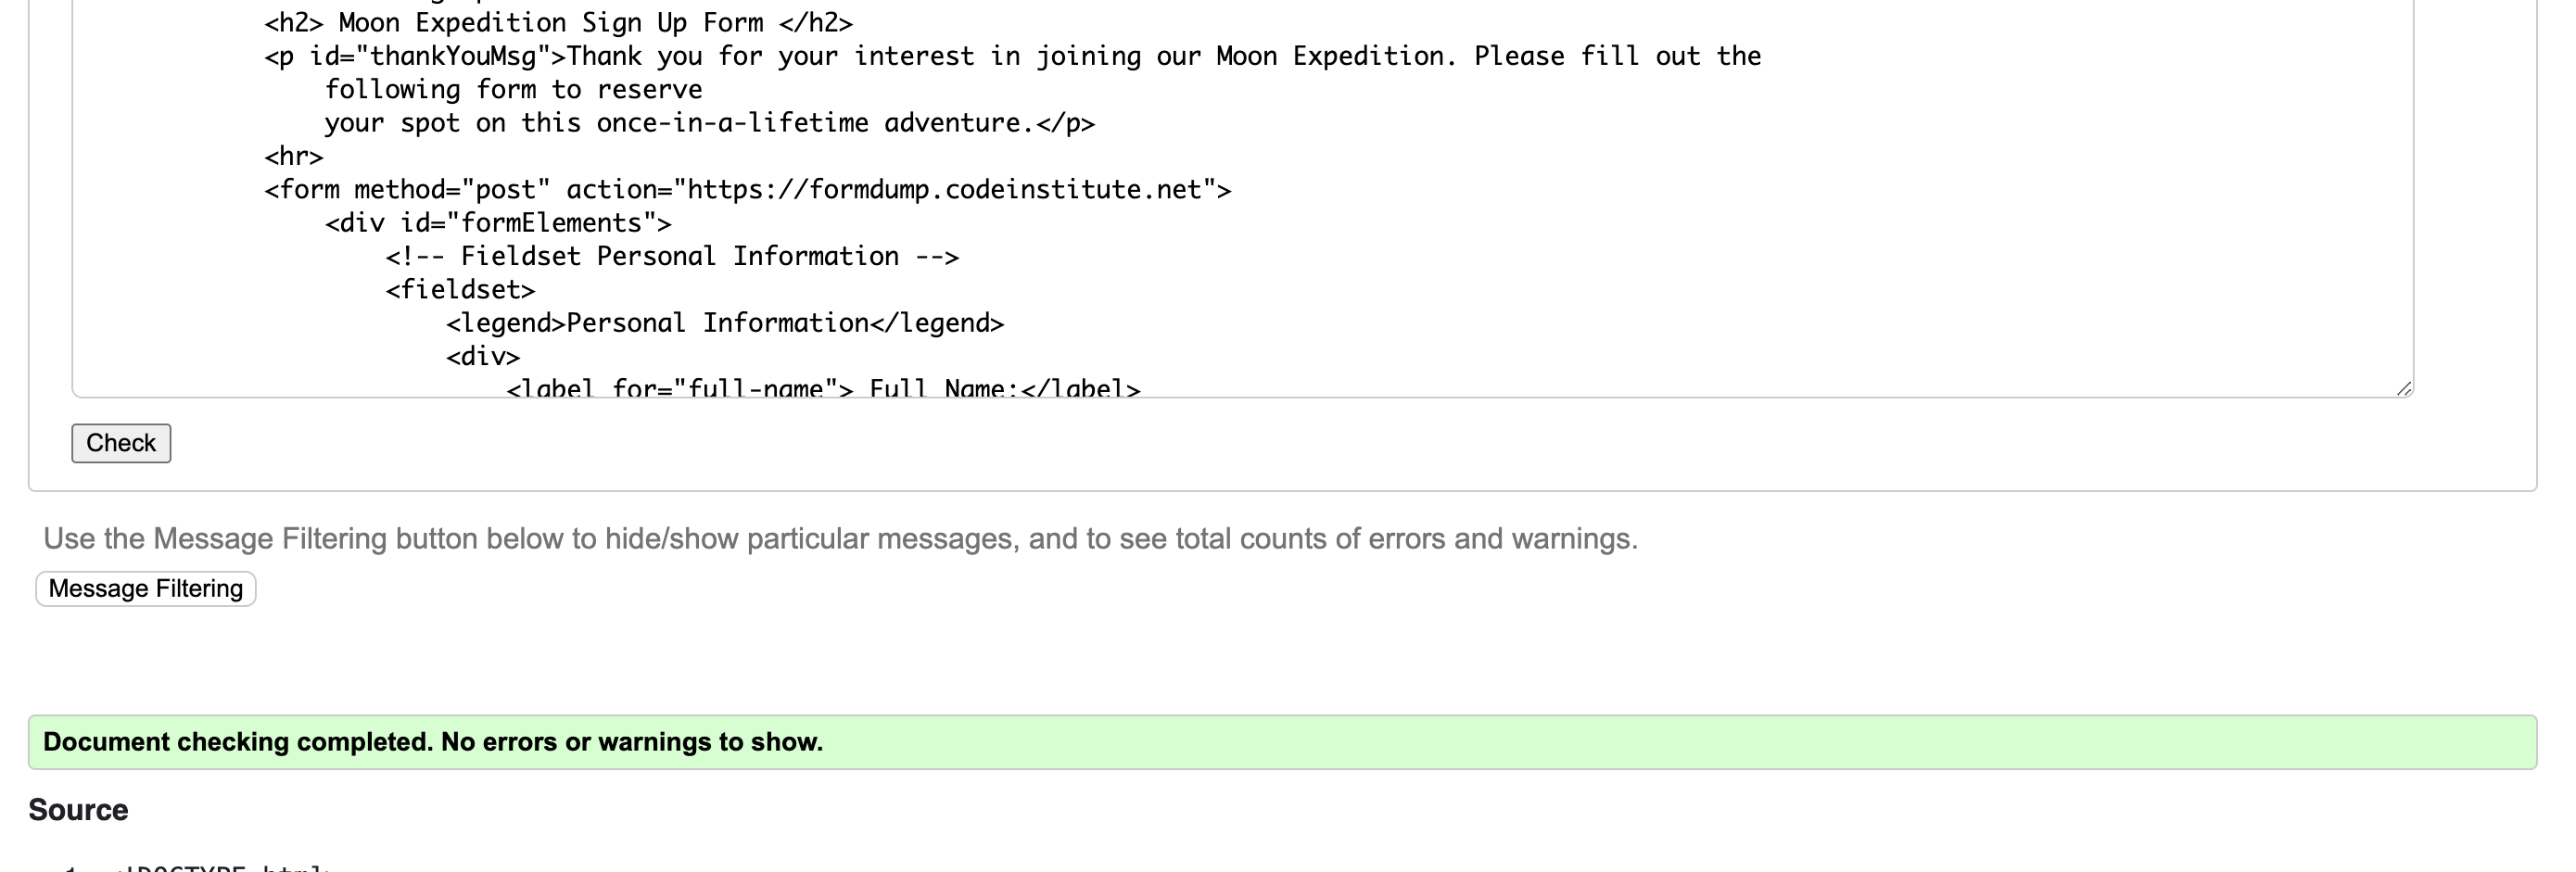 <h2> Moon Expedition Sign Up Form </h2>
<p id="thankYouMsg">Thank you for your interest in joining our Moon Expedition. Please fill out the
following form to reserve
your spot on this once-in-a-lifetime adventure.</p>
<hr>
<form method="post" action="https://formdump.codeinstitute.net">
<div id="formElements">
<!-- Fieldset Personal Information -->
<fieldset>
<legend>Personal Information</legend>
<div>
<label for="full-name"> Full Name:</label>
Check
Use the Message Filtering button below to hide/show particular messages, and to see total counts of errors and warnings.
Message Filtering
Document checking completed. No errors or warnings to show.
Source
1. <!DOCTYPE html>